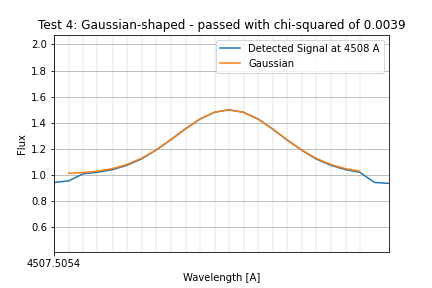 Test 4: Gaussian-shaped - passed with chi-squared of 0.0039
Detected Signal at 4508 A
Gaussian
2.0
1.8
1.6
1.4
1.2
1.0
0.8
0.6
Flux
4507.5054
Wavelength [A]